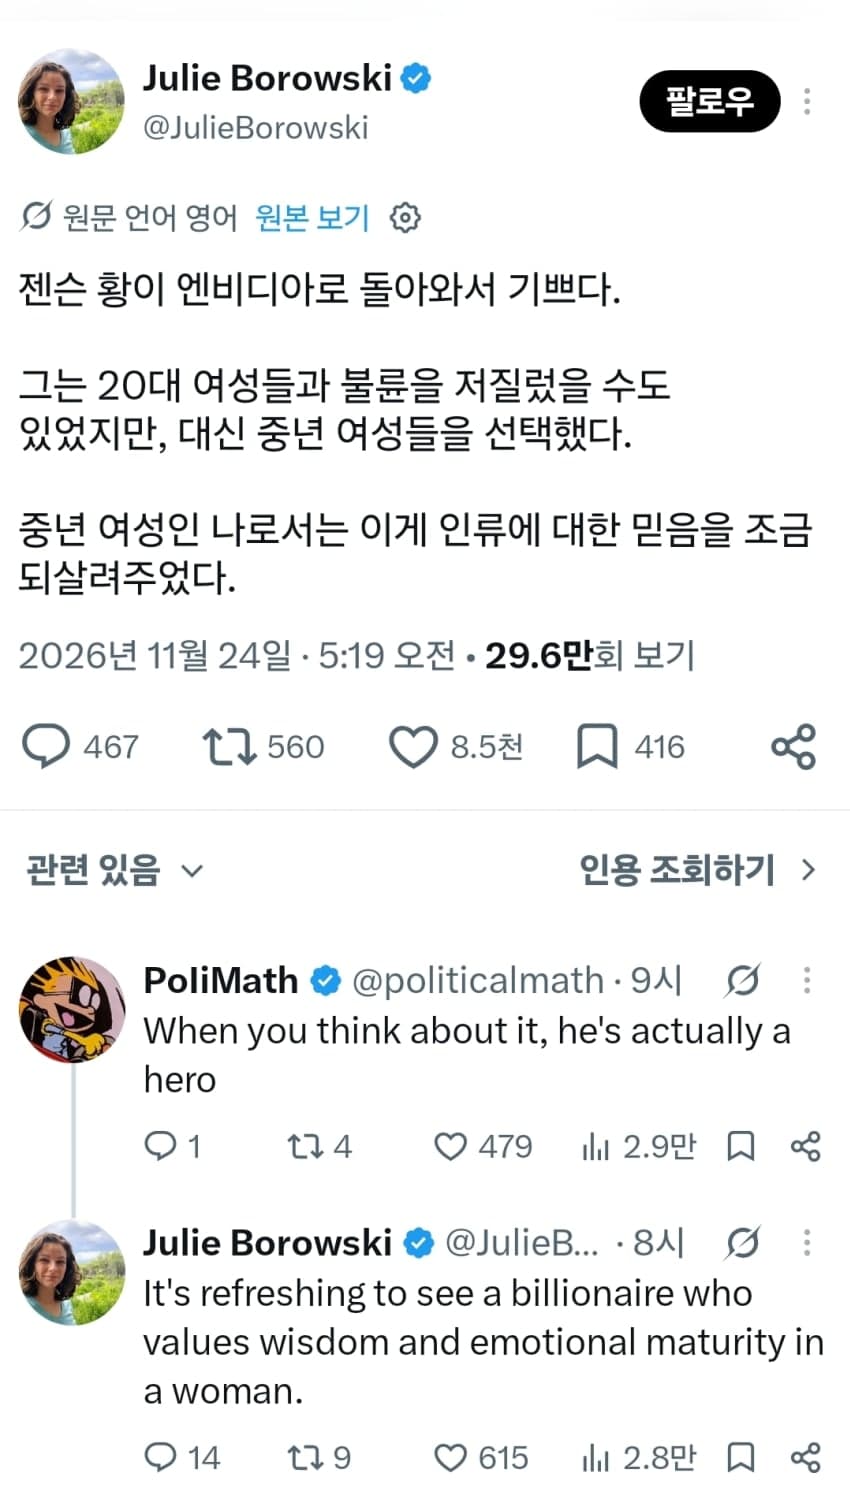 Julie Borowski
@JulieBorowski
팔로우
원문 언어 영어 원본 보기
젠슨 황이 엔비디아로 돌아와서 기쁘다.
그는 20대 여성들과 불륜을 저질렀을 수도
있었지만, 대신 중년 여성들을 선택했다.
중년 여성인 나로서는 이게 인류에 대한 믿음을 조금
되살려주었다.
2026년 11월 24일 · 5:19 오전 · 29.6만회 보기
467 560 8.5천 416
관련 있음 인용 조회하기
PoliMath @politicalmath · 9시
When you think about it, he's actually a
hero
1 4 479 2.9만
Julie Borowski @JulieB... · 8시
It's refreshing to see a billionaire who
values wisdom and emotional maturity in
a woman.
14 9 615 2.8만